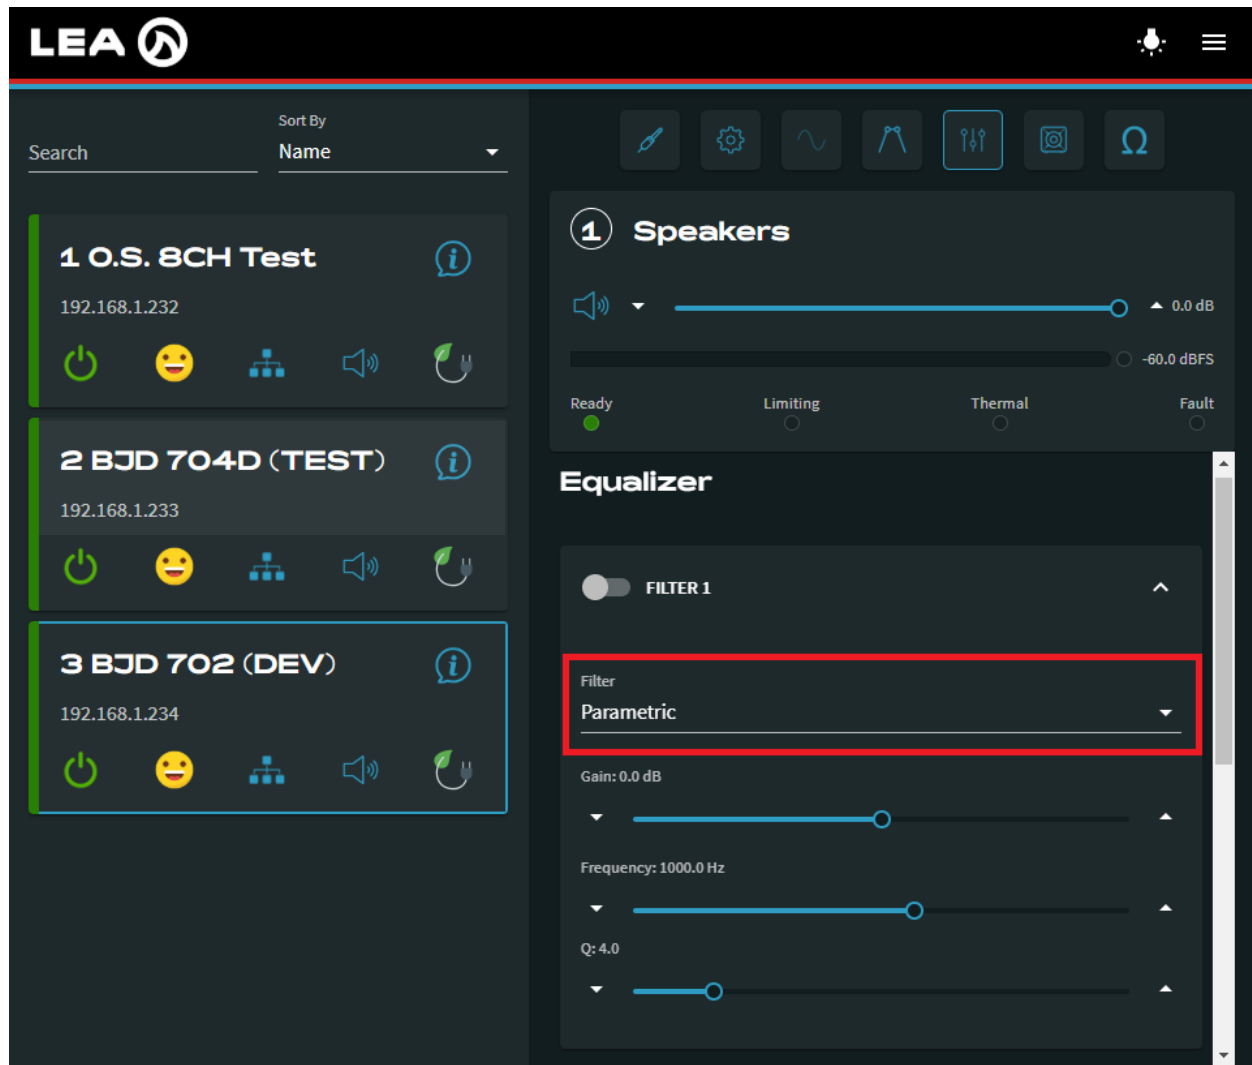 LEA
Search
Sort By
Name
1 O.S. 8CH Test
192.168.1.232
2 BJD 704D (TEST)
192.168.1.233
3 BJD 702 (DEV)
192.168.1.234
Ω
1 Speakers
0.0 dB
-60.0 dBFS
Ready Limiting Thermal Fault
Equalizer
FILTER 1
Filter
Parametric
Gain: 0.0 dB
Frequency: 1000.0 Hz
Q: 4.0